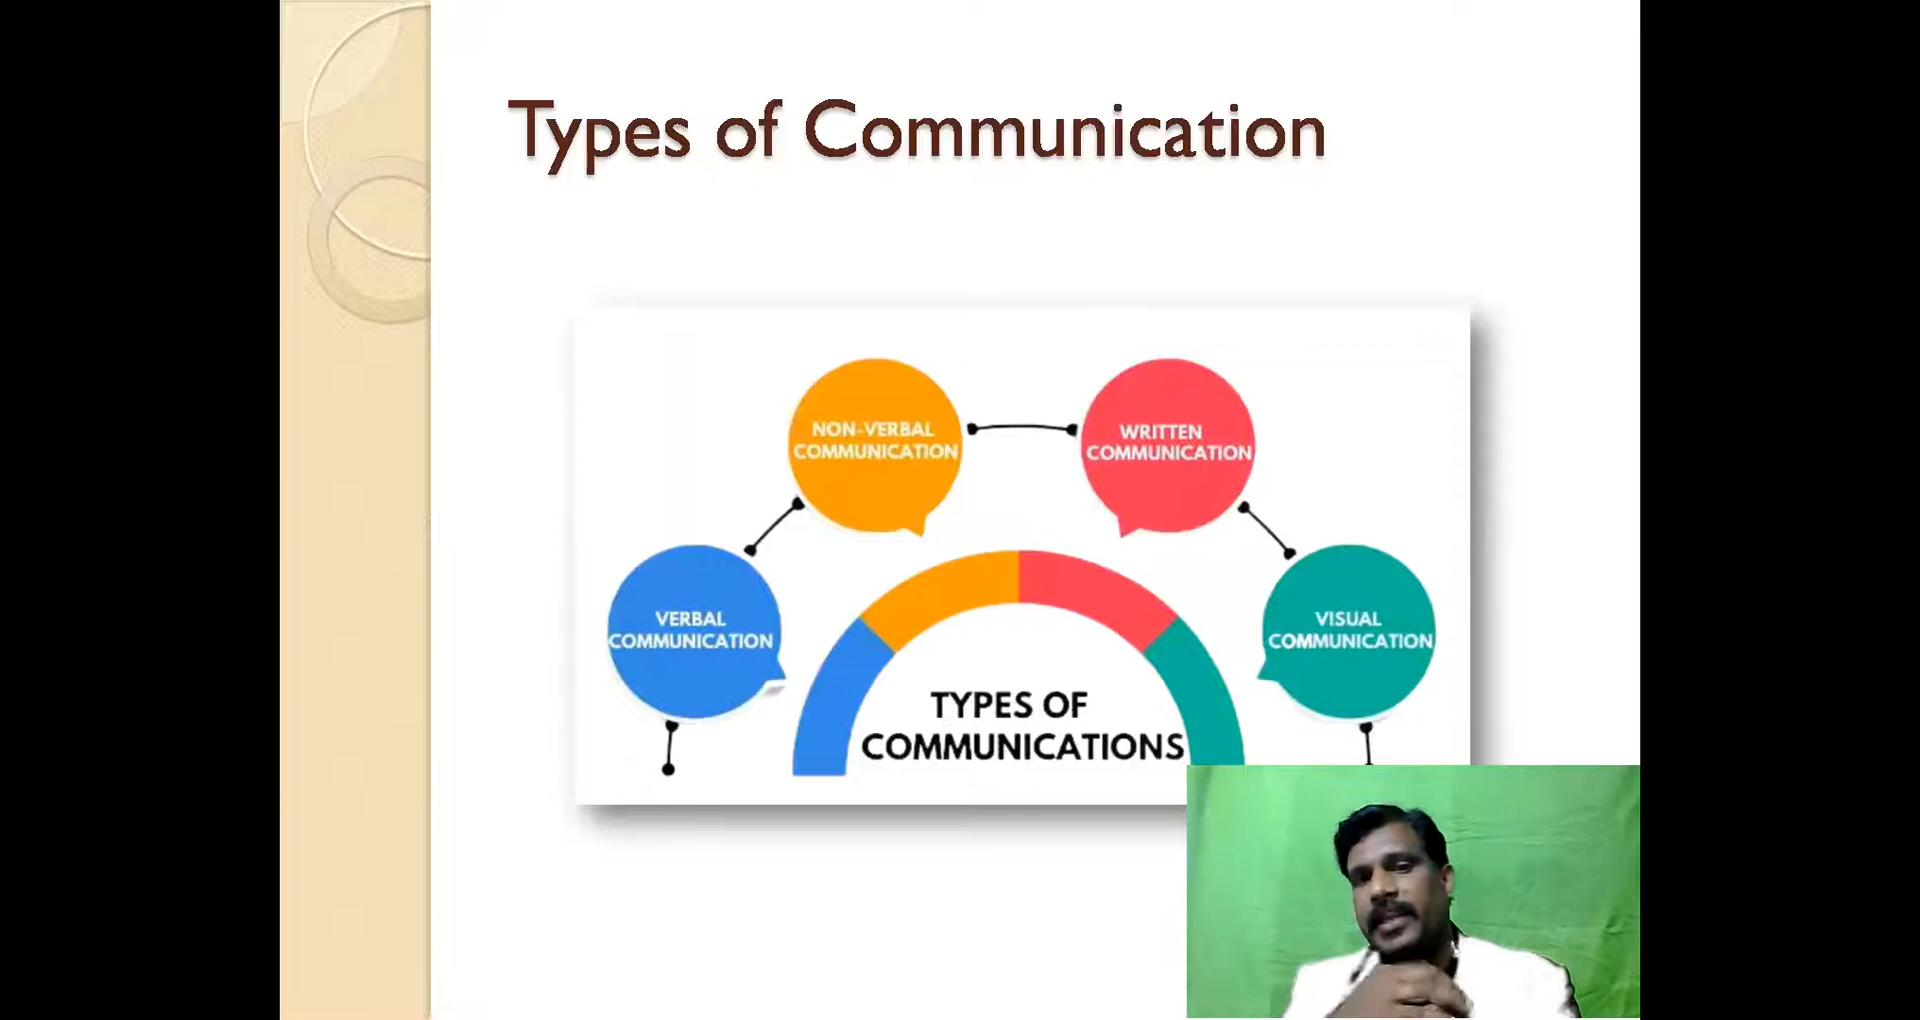 Types of Communication
NON-VERBAL
COMMUNICATION
WRITTEN
COMMUNICATION
VERBAL
COMMUNICATION
VISUAL
COMMUNICATION
TYPES OF
COMMUNICATIONS